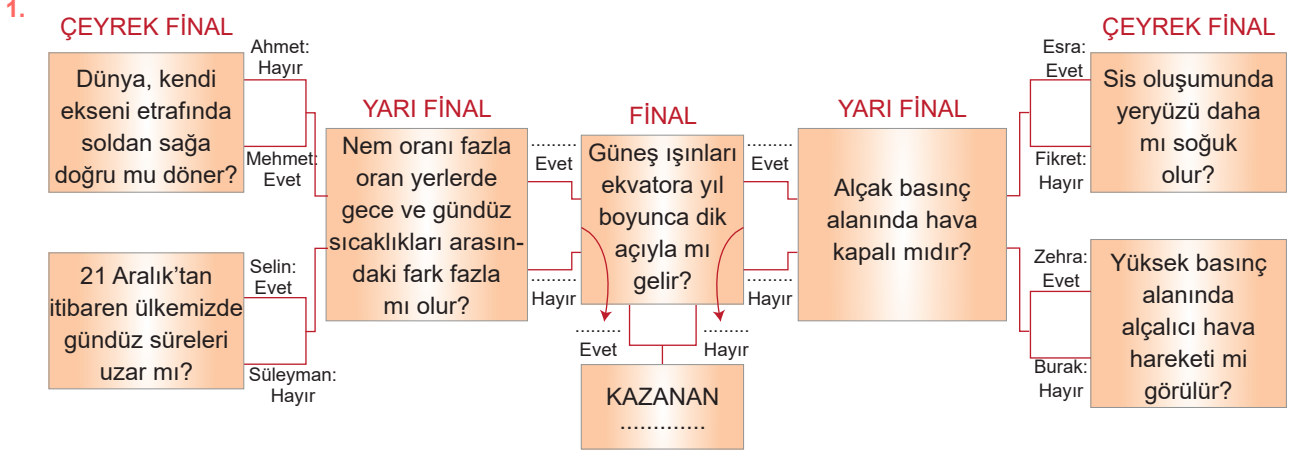 1.
ÇEYREK FİNAL
Dünya, kendi
ekseni etrafında
soldan sağa
doğru mu döner?
Ahmet:
Hayır
Mehmet:
Evet
21 Aralık’tan
itibaren ülkemizde
gündüz süreleri
uzar mı?
Selin:
Evet
Süleyman:
Hayır
YARI FİNAL
Nem oranı fazla
oran yerlerde
gece ve gündüz
sıcaklıkları arasın-
daki fark fazla
mı olur?
.........
Evet
.........
Hayır
FİNAL
Güneş ışınları
ekvatora yıl
boyunca dik
açıyla mı
gelir?
.........
Evet
.........
Hayır
.........
Evet
.........
Hayır
KAZANAN
.............
YARI FİNAL
Alçak basınç
alanında hava
kapalı mıdır?
ÇEYREK FİNAL
Esra:
Evet
Fikret:
Hayır
Sis oluşumunda
yeryüzü daha
mı soğuk
olur?
Zehra:
Evet
Burak:
Hayır
Yüksek basınç
alanında
alçalıcı hava
hareketi mi
görülür?